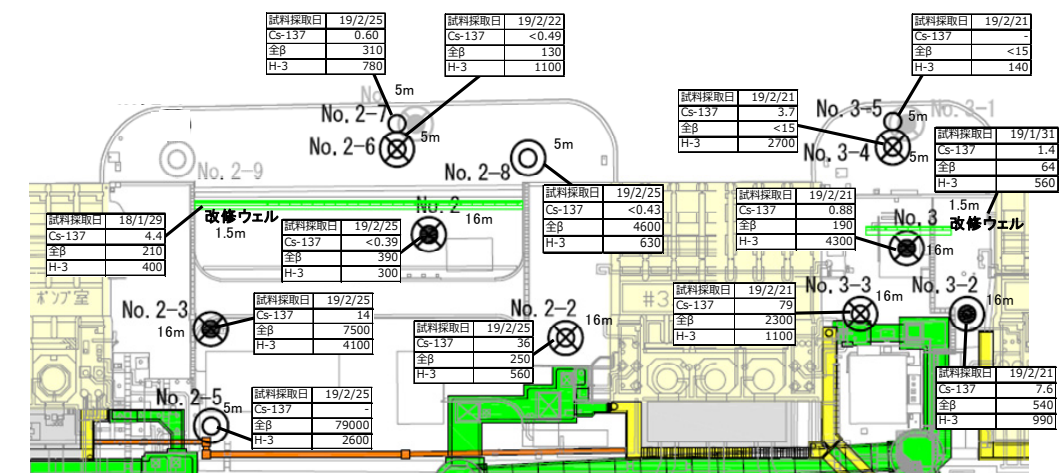 試料採取日 19/2/25
Cs-137 0.60
全β 310
H-3 780
試料採取日 19/2/22
Cs-137 <0.49
全β 130
H-3 1100
試料採取日 19/2/21
Cs-137 -
全β <15
H-3 140
No. 5m
No. 2-7
No. 2-6 5m
No. 2-8 5m
No. 2-9
試料採取日 19/2/21
Cs-137 3.7
全β <15
H-3 2700
No. 3-5 5m
No. 3-1
No. 3-4 5m
試料採取日 19/1/31
Cs-137 1.4
全β 64
H-3 560
1.5m
改修ウェル
試料採取日 18/1/29
Cs-137 4.4
全β 210
H-3 400
改修ウェル
1.5m
No. 2 16m
試料採取日 19/2/25
Cs-137 <0.39
全β 390
H-3 300
試料採取日 19/2/25
Cs-137 <0.43
全β 4600
H-3 630
試料採取日 19/2/21
Cs-137 0.88
全β 190
H-3 4300
No. 3
16m
ポンプ室
No. 2-3
16m
試料採取日 19/2/25
Cs-137 14
全β 7500
H-3 4100
No. 2-2
16m
試料採取日 19/2/25
Cs-137 36
全β 250
H-3 560
#3
試料採取日 19/2/21
Cs-137 79
全β 2300
H-3 1100
No. 3-3
16m
No. 3-2
16m
試料採取日 19/2/21
Cs-137 7.6
全β 540
H-3 990
No. 2-5
5m
試料採取日 19/2/25
Cs-137 -
全β 79000
H-3 2600